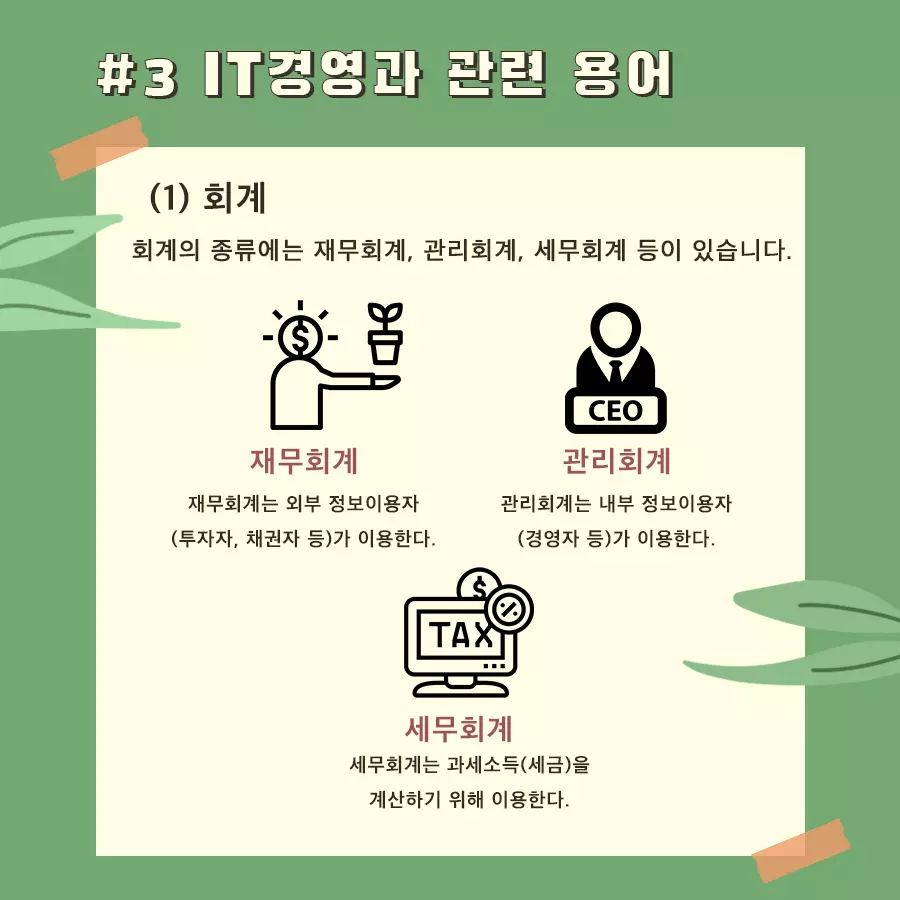 #3 IT경영과 관련 용어
(1) 회계
회계의 종류에는 재무회계, 관리회계, 세무회계 등이 있습니다.
$
CEO
재무회계
재무회계는 외부 정보이용자
(투자자, 채권자 등)가 이용한다.
관리회계
관리회계는 내부 정보이용자
(경영자 등)가 이용한다.
$
%
TAX
세무회계
세무회계는 과세소득(세금)을
계산하기 위해 이용한다.